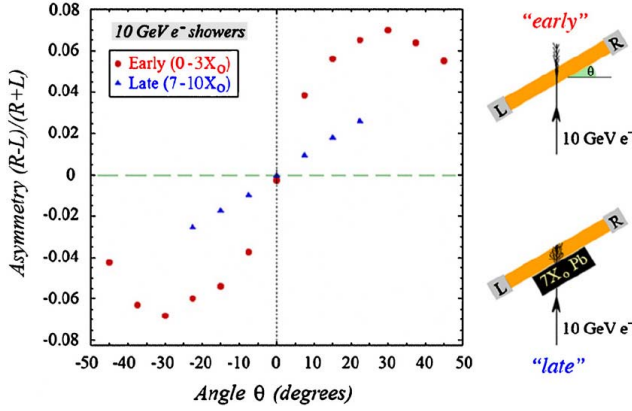 10 GeV e⁻ showers
Early (0-3X₀)
Late (7-10X₀)
Asymmetry (R-L)/(R+L)
0.08
0.06
0.04
0.02
0
-0.02
-0.04
-0.06
0.08
-50 -40 -30 -20 -10 0 10 20 30 40 50
Angle θ (degrees)
"early"
R
θ
L
10 GeV e⁻
R
7X₀ Pb
L
10 GeV e⁻
"late"